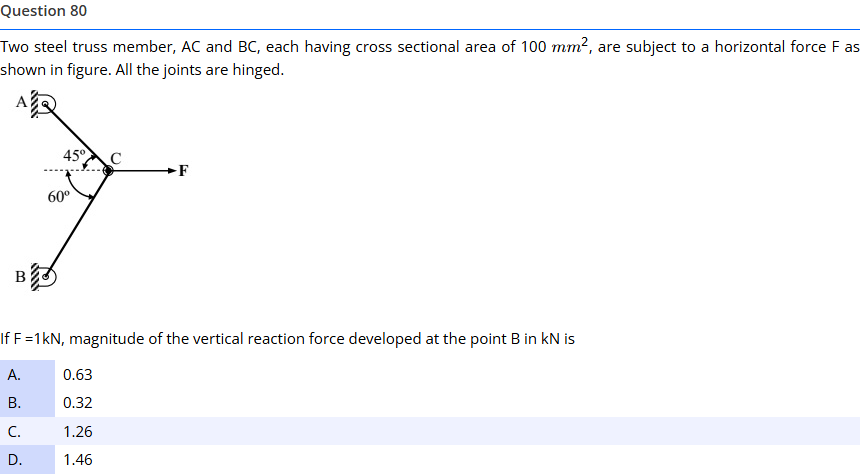 Question 80
Two steel truss member, AC and BC, each having cross sectional area of 100 mm², are subject to a horizontal force F as
shown in figure. All the joints are hinged.
A
45° C
F
60°
B
If F =1kN, magnitude of the vertical reaction force developed at the point B in kN is
A. 0.63
B. 0.32
C. 1.26
D. 1.46